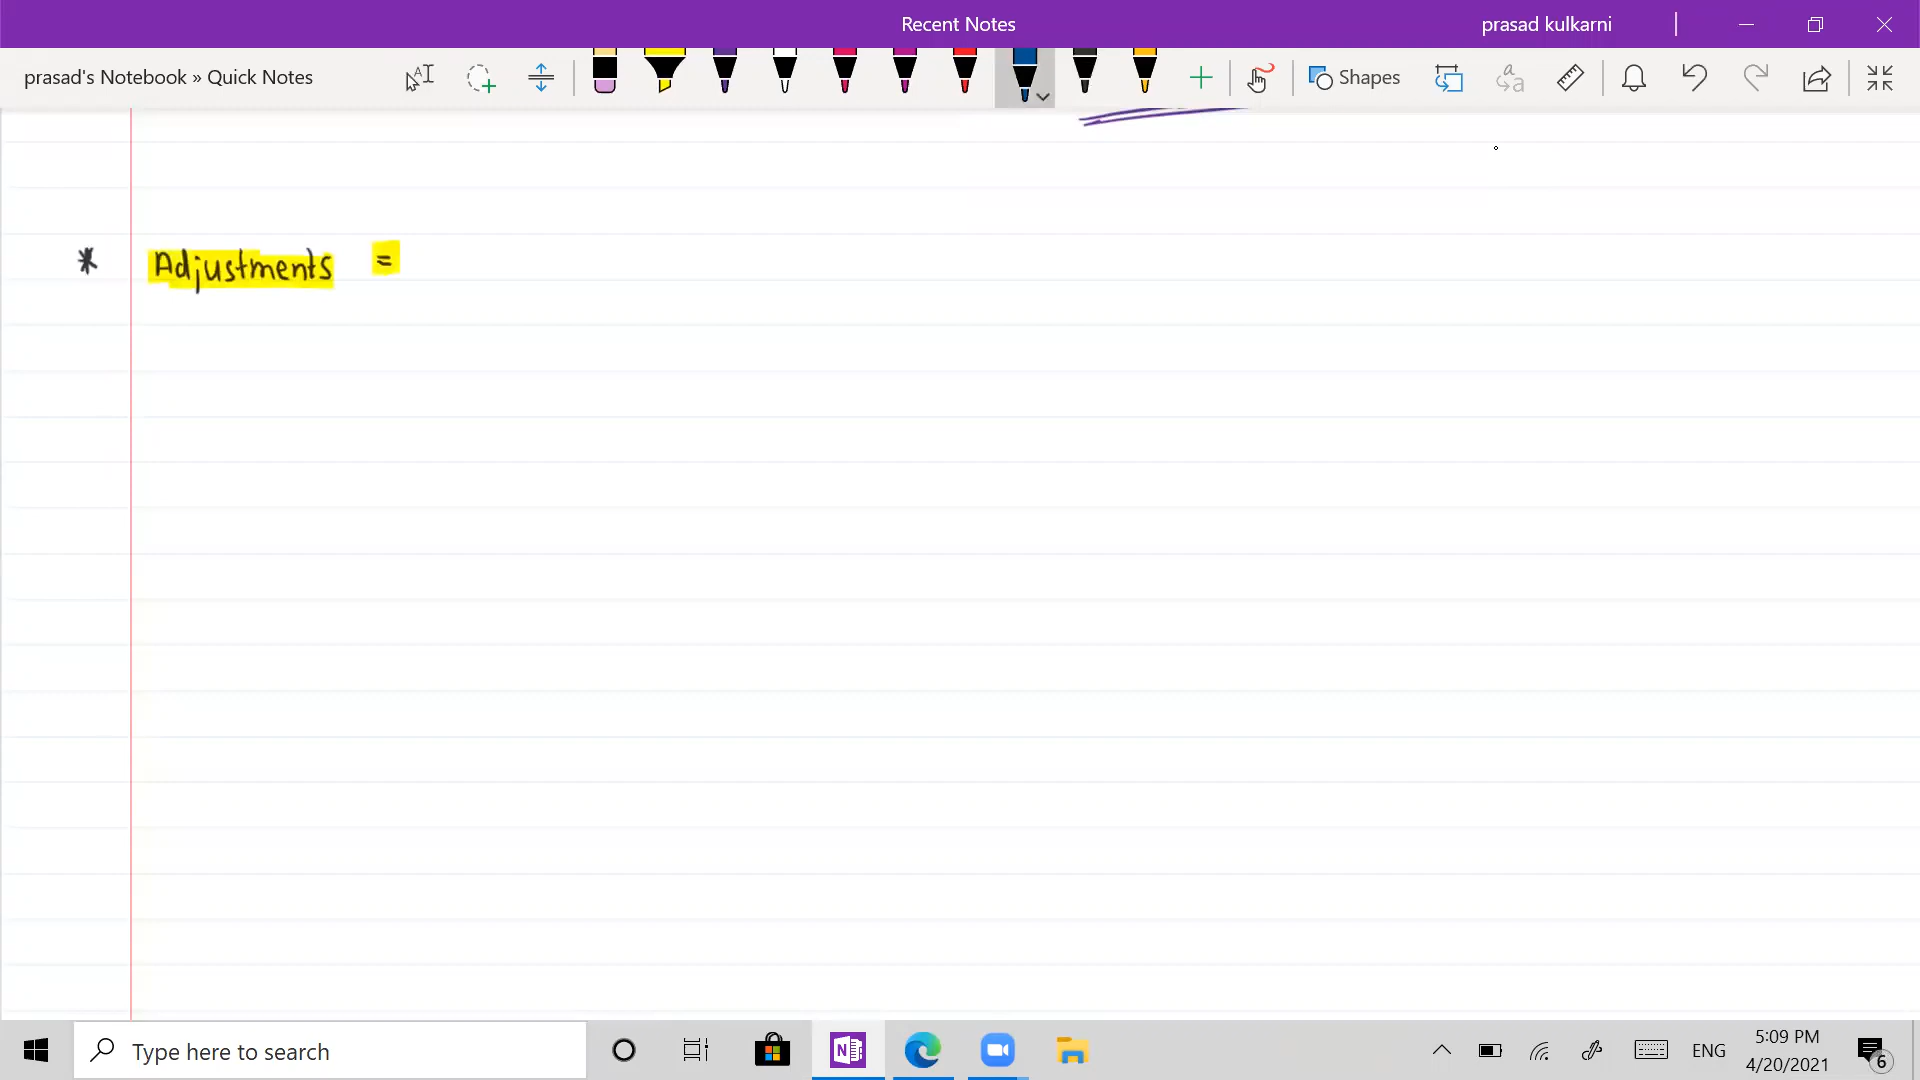 Recent Notes
prasad kulkarni
prasad's Notebook » Quick Notes
Shapes
* Adjustments =
Type here to search
ENG
5:09 PM
4/20/2021
6